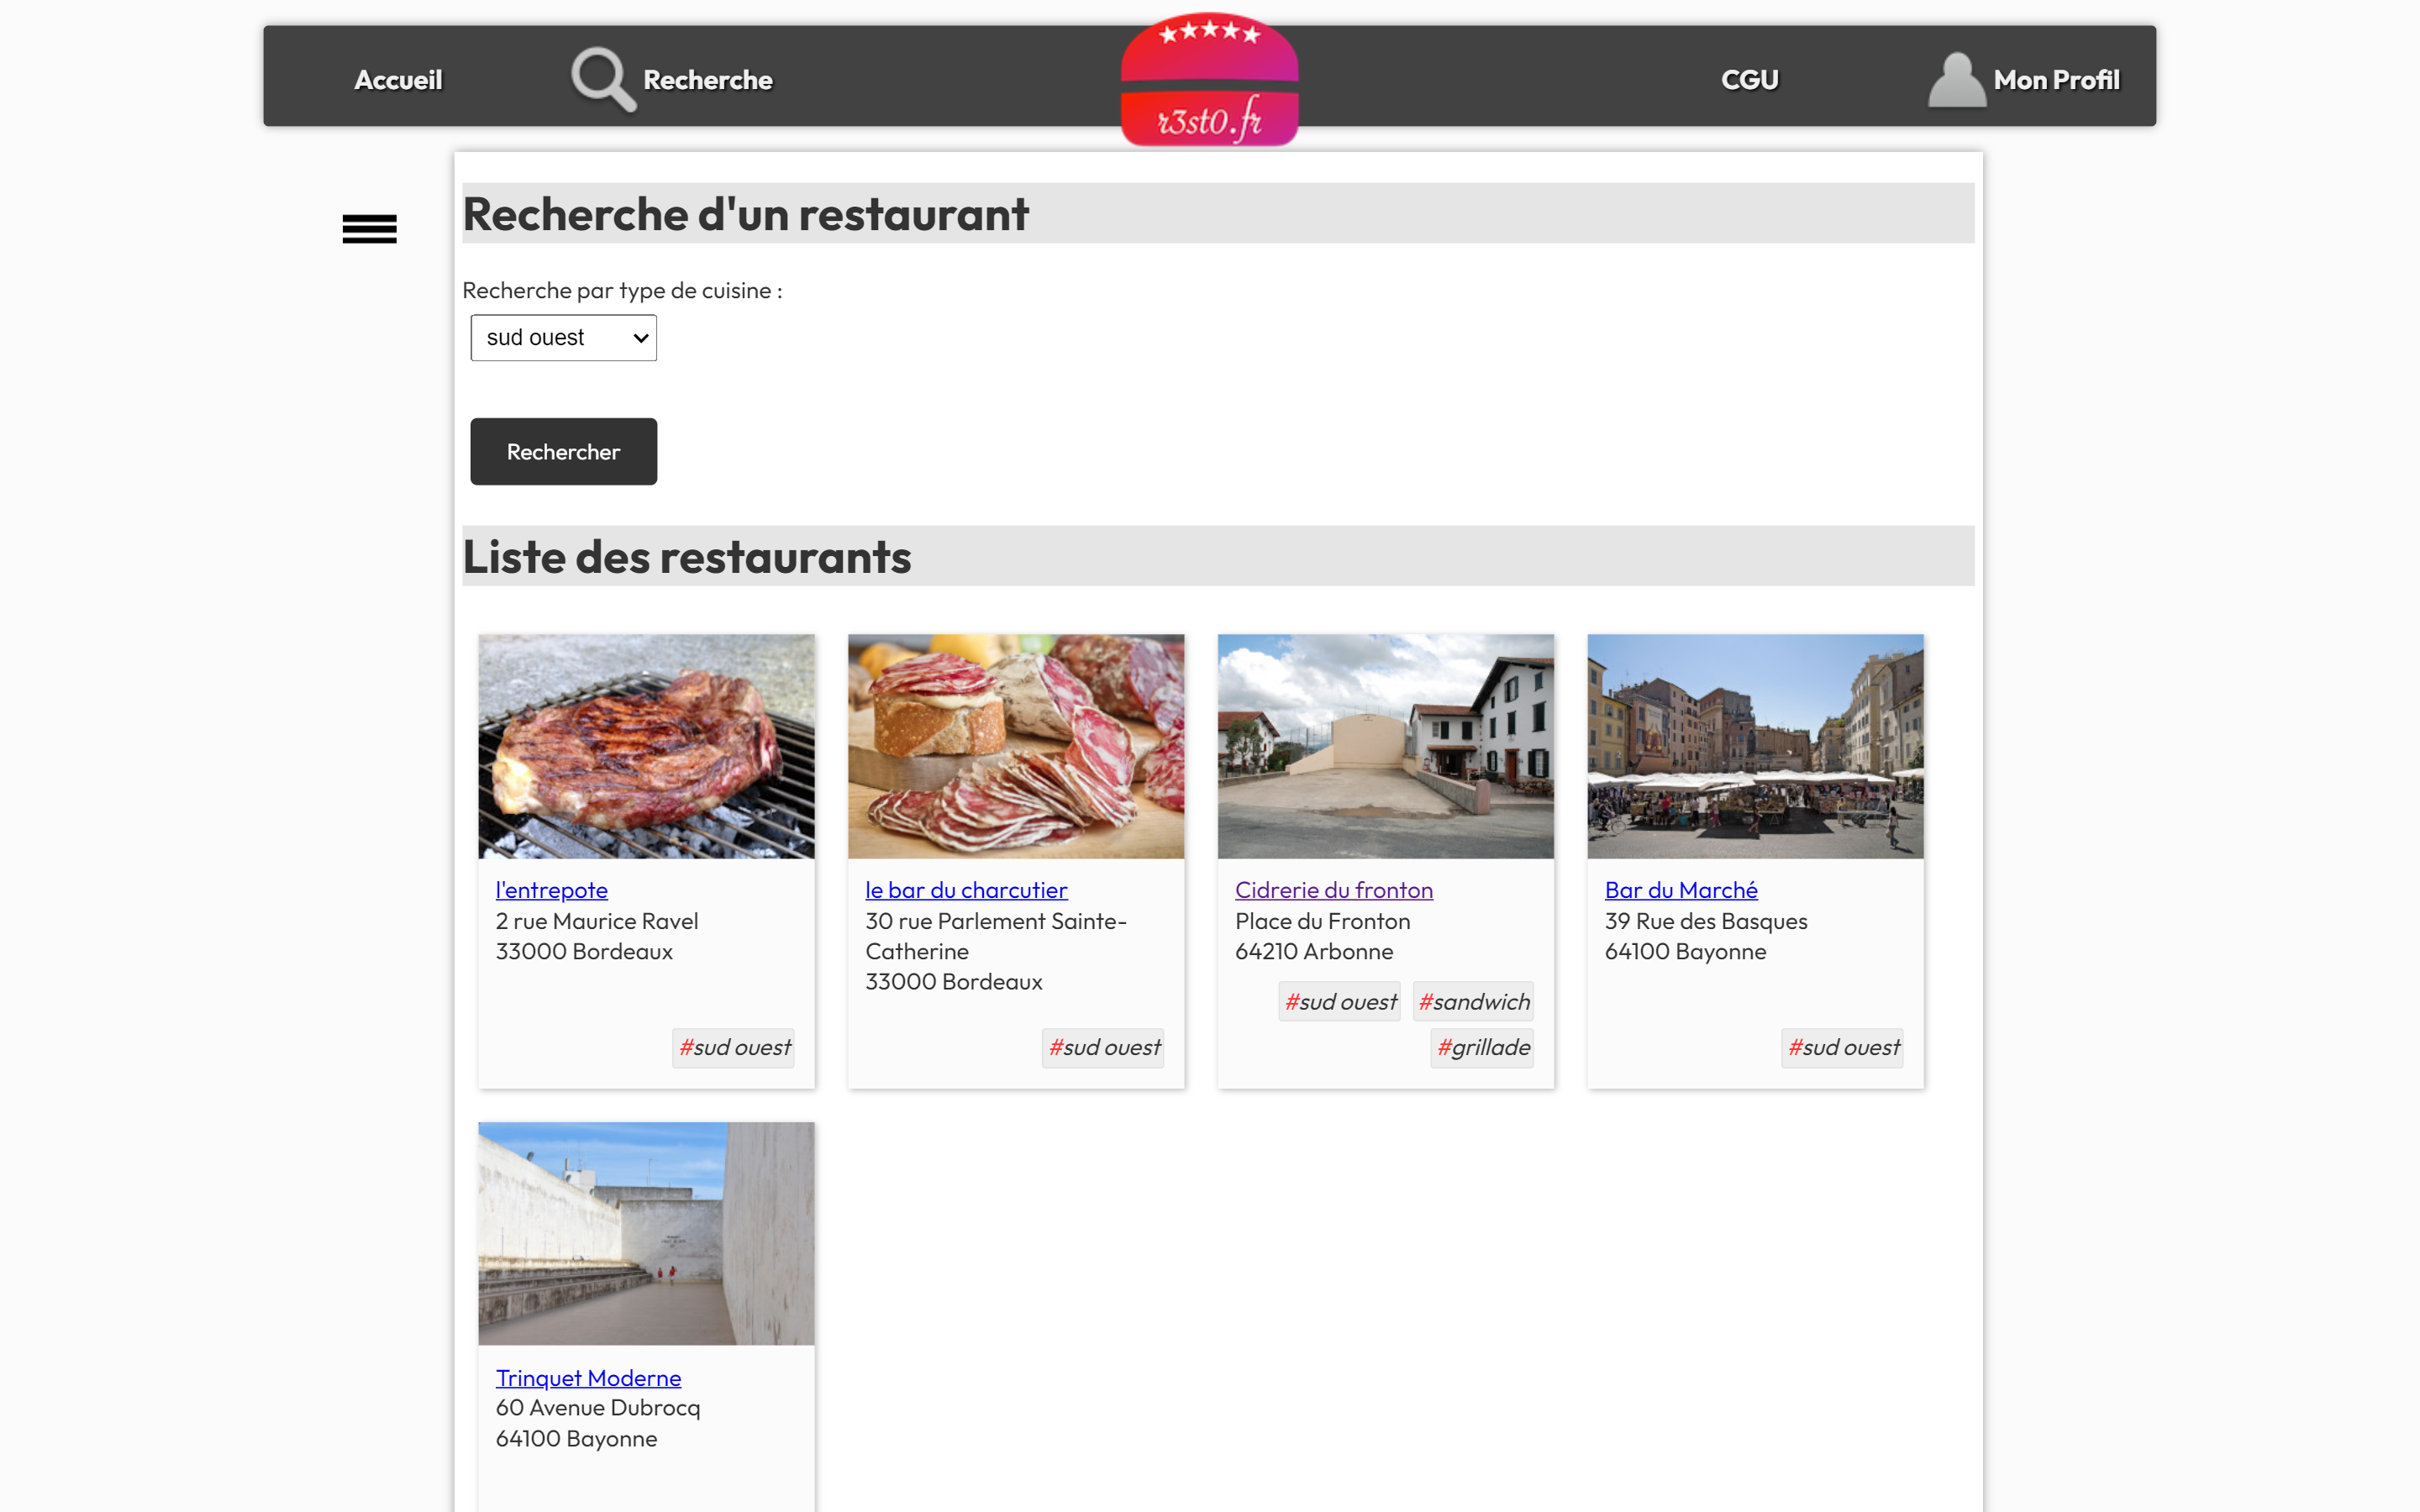 Accueil
Recherche
r3st0.fr
CGU
Mon Profil
Recherche d'un restaurant
Recherche par type de cuisine :
sud ouest
Rechercher
Liste des restaurants
l'entrepote
2 rue Maurice Ravel
33000 Bordeaux
#sud ouest
le bar du charcutier
30 rue Parlement Sainte-
Catherine
33000 Bordeaux
#sud ouest
Cidrerie du fronton
Place du Fronton
64210 Arbonne
#sud ouest #sandwich
#grillade
Bar du Marché
39 Rue des Basques
64100 Bayonne
#sud ouest
Trinquet Moderne
60 Avenue Dubrocq
64100 Bayonne